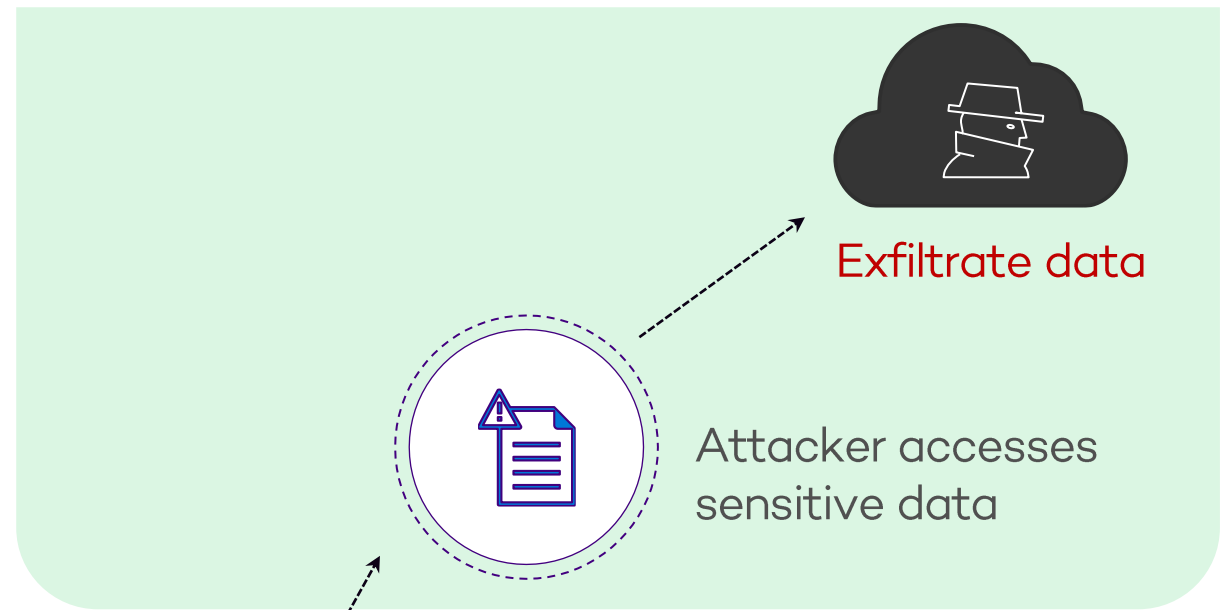 Exfiltrate data
Attacker accesses
sensitive data